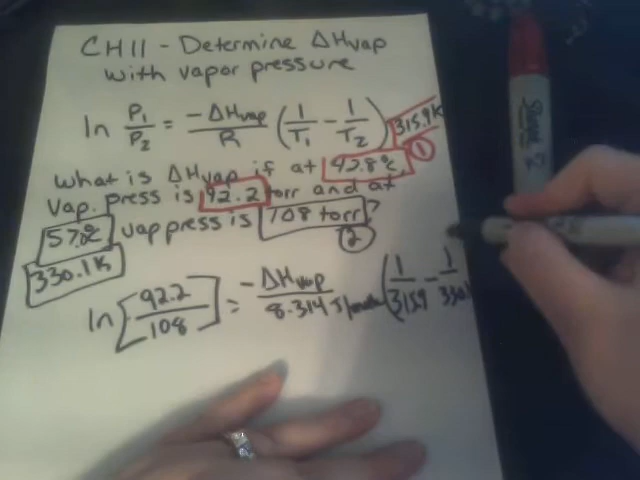 CH11 - Determine ΔHvap
with vapor pressure
ln P1/P2 = -ΔHvap/R (1/T1 - 1/T2) 315.9K
What is ΔHvap if at 42.8°C, ①
Vap. press is 92.2 torr and at
57.0°C vap press is 108 torr? ②
330.1K
ln [92.2/108] = -ΔHvap/8.314 J/ (1/315.9 - 1/
Sharpie